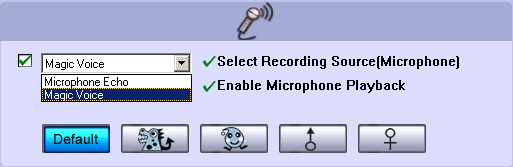 Magic Voice
Select Recording Source(Microphone)
Microphone Echo
Magic Voice
Enable Microphone Playback
Default